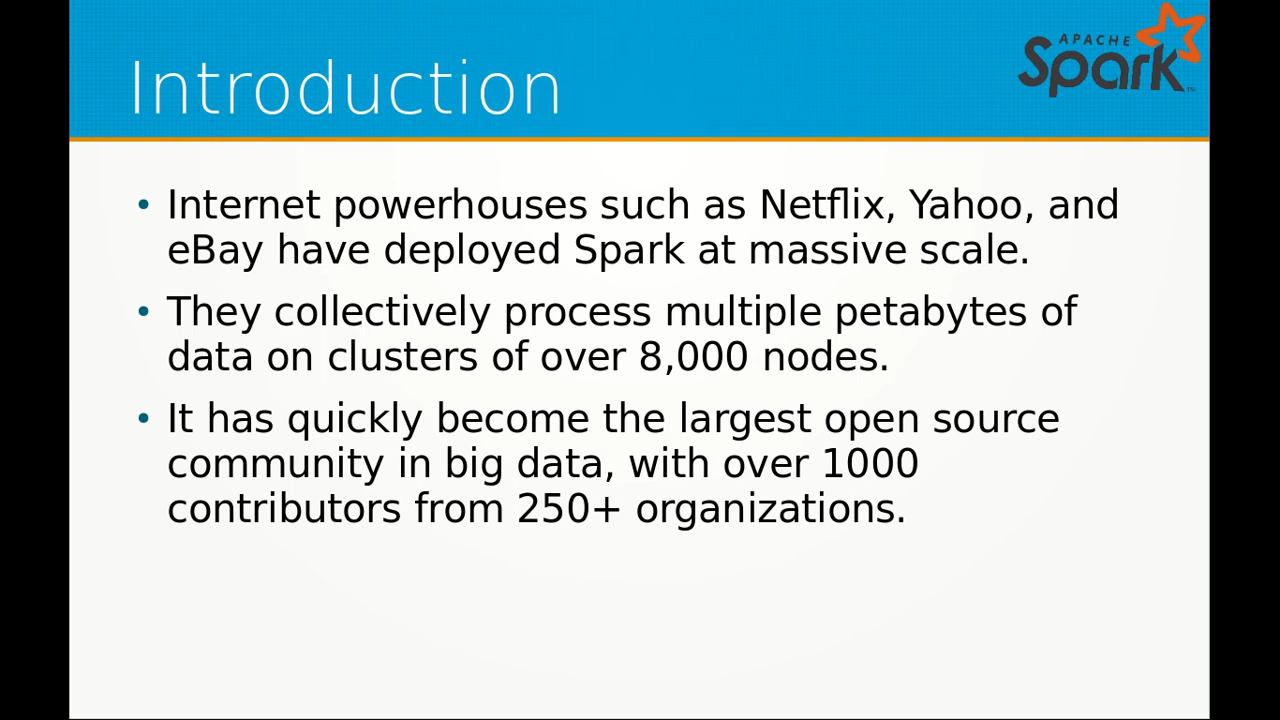 APACHE
Spark™
Introduction
• Internet powerhouses such as Netflix, Yahoo, and
eBay have deployed Spark at massive scale.
• They collectively process multiple petabytes of
data on clusters of over 8,000 nodes.
• It has quickly become the largest open source
community in big data, with over 1000
contributors from 250+ organizations.